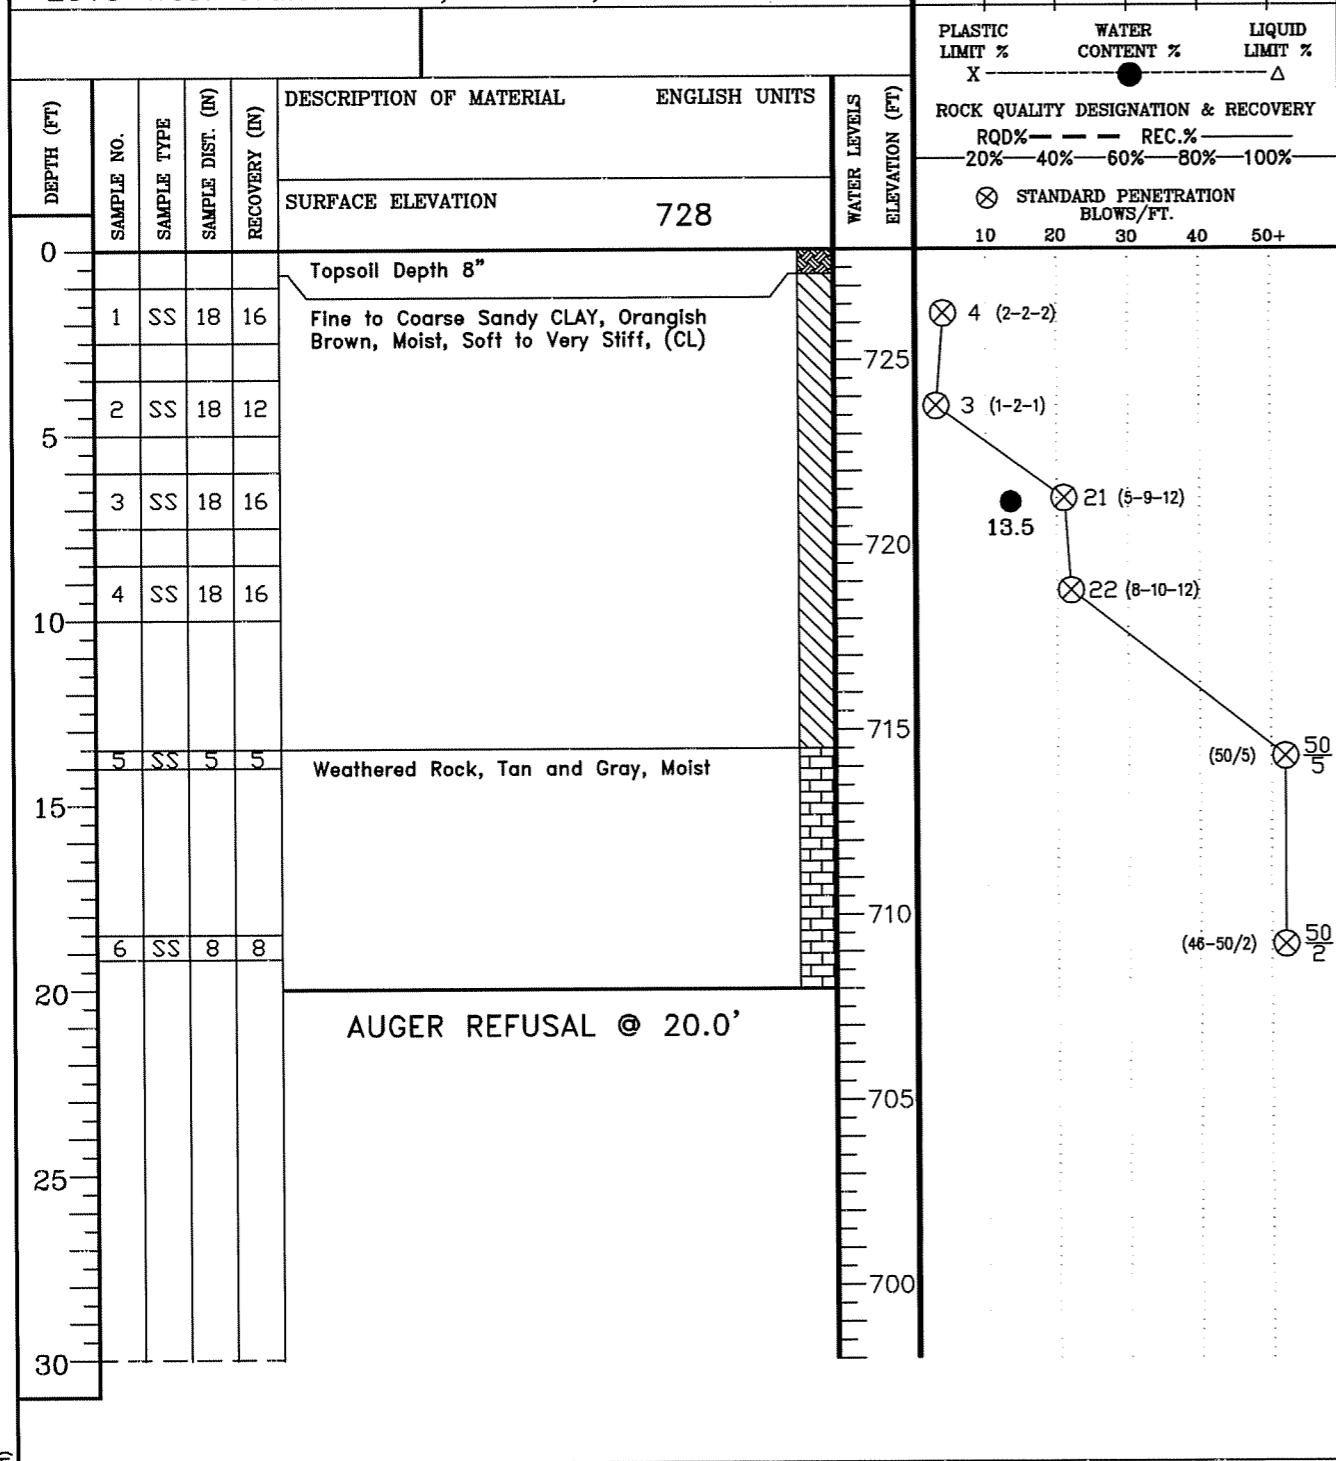 PLASTIC LIMIT %
WATER CONTENT %
LIQUID LIMIT %
X
Δ
ROCK QUALITY DESIGNATION & RECOVERY
RQD% REC.%
20% 40% 60% 80% 100%
⊗ STANDARD PENETRATION
BLOWS/FT.
10 20 30 40 50+
DEPTH (FT)
SAMPLE NO.
SAMPLE TYPE
SAMPLE DIST. (IN)
RECOVERY (IN)
DESCRIPTION OF MATERIAL ENGLISH UNITS
SURFACE ELEVATION 728
WATER LEVELS
ELEVATION (FT)
0
Topsoil Depth 8"
1 SS 18 16
Fine to Coarse Sandy CLAY, Orangish
Brown, Moist, Soft to Very Stiff, (CL)
4 (2-2-2)
725
2 SS 18 12
3 (1-2-1)
5
3 SS 18 16
21 (5-9-12)
13.5
720
4 SS 18 16
22 (8-10-12)
10
715
5 SS 5 5
Weathered Rock, Tan and Gray, Moist
(50/5) 50/5
15
710
6 SS 8 8
(46-50/2) 50/2
20
AUGER REFUSAL @ 20.0'
705
25
700
30